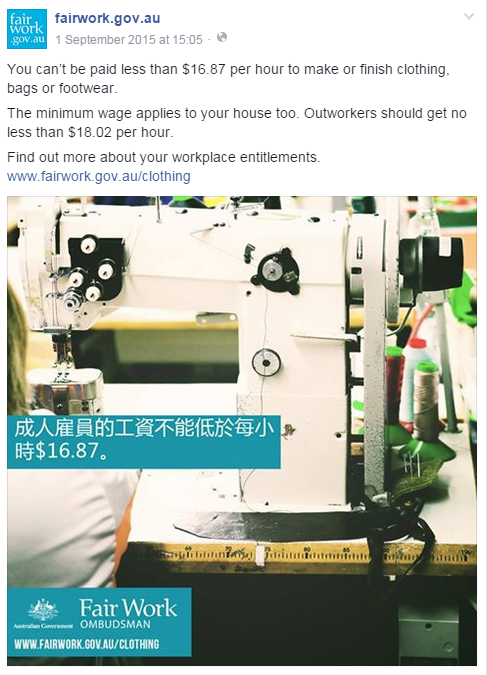 fair
work
.gov.au
fairwork.gov.au
1 September 2015 at 15:05 ·
You can't be paid less than $16.87 per hour to make or finish clothing,
bags or footwear.
The minimum wage applies to your house too. Outworkers should get no
less than $18.02 per hour.
Find out more about your workplace entitlements.
www.fairwork.gov.au/clothing
成人雇員的工資不能低於每小
時$16.87。
Australian Government
Fair Work
OMBUDSMAN
WWW.FAIRWORK.GOV.AU/CLOTHING